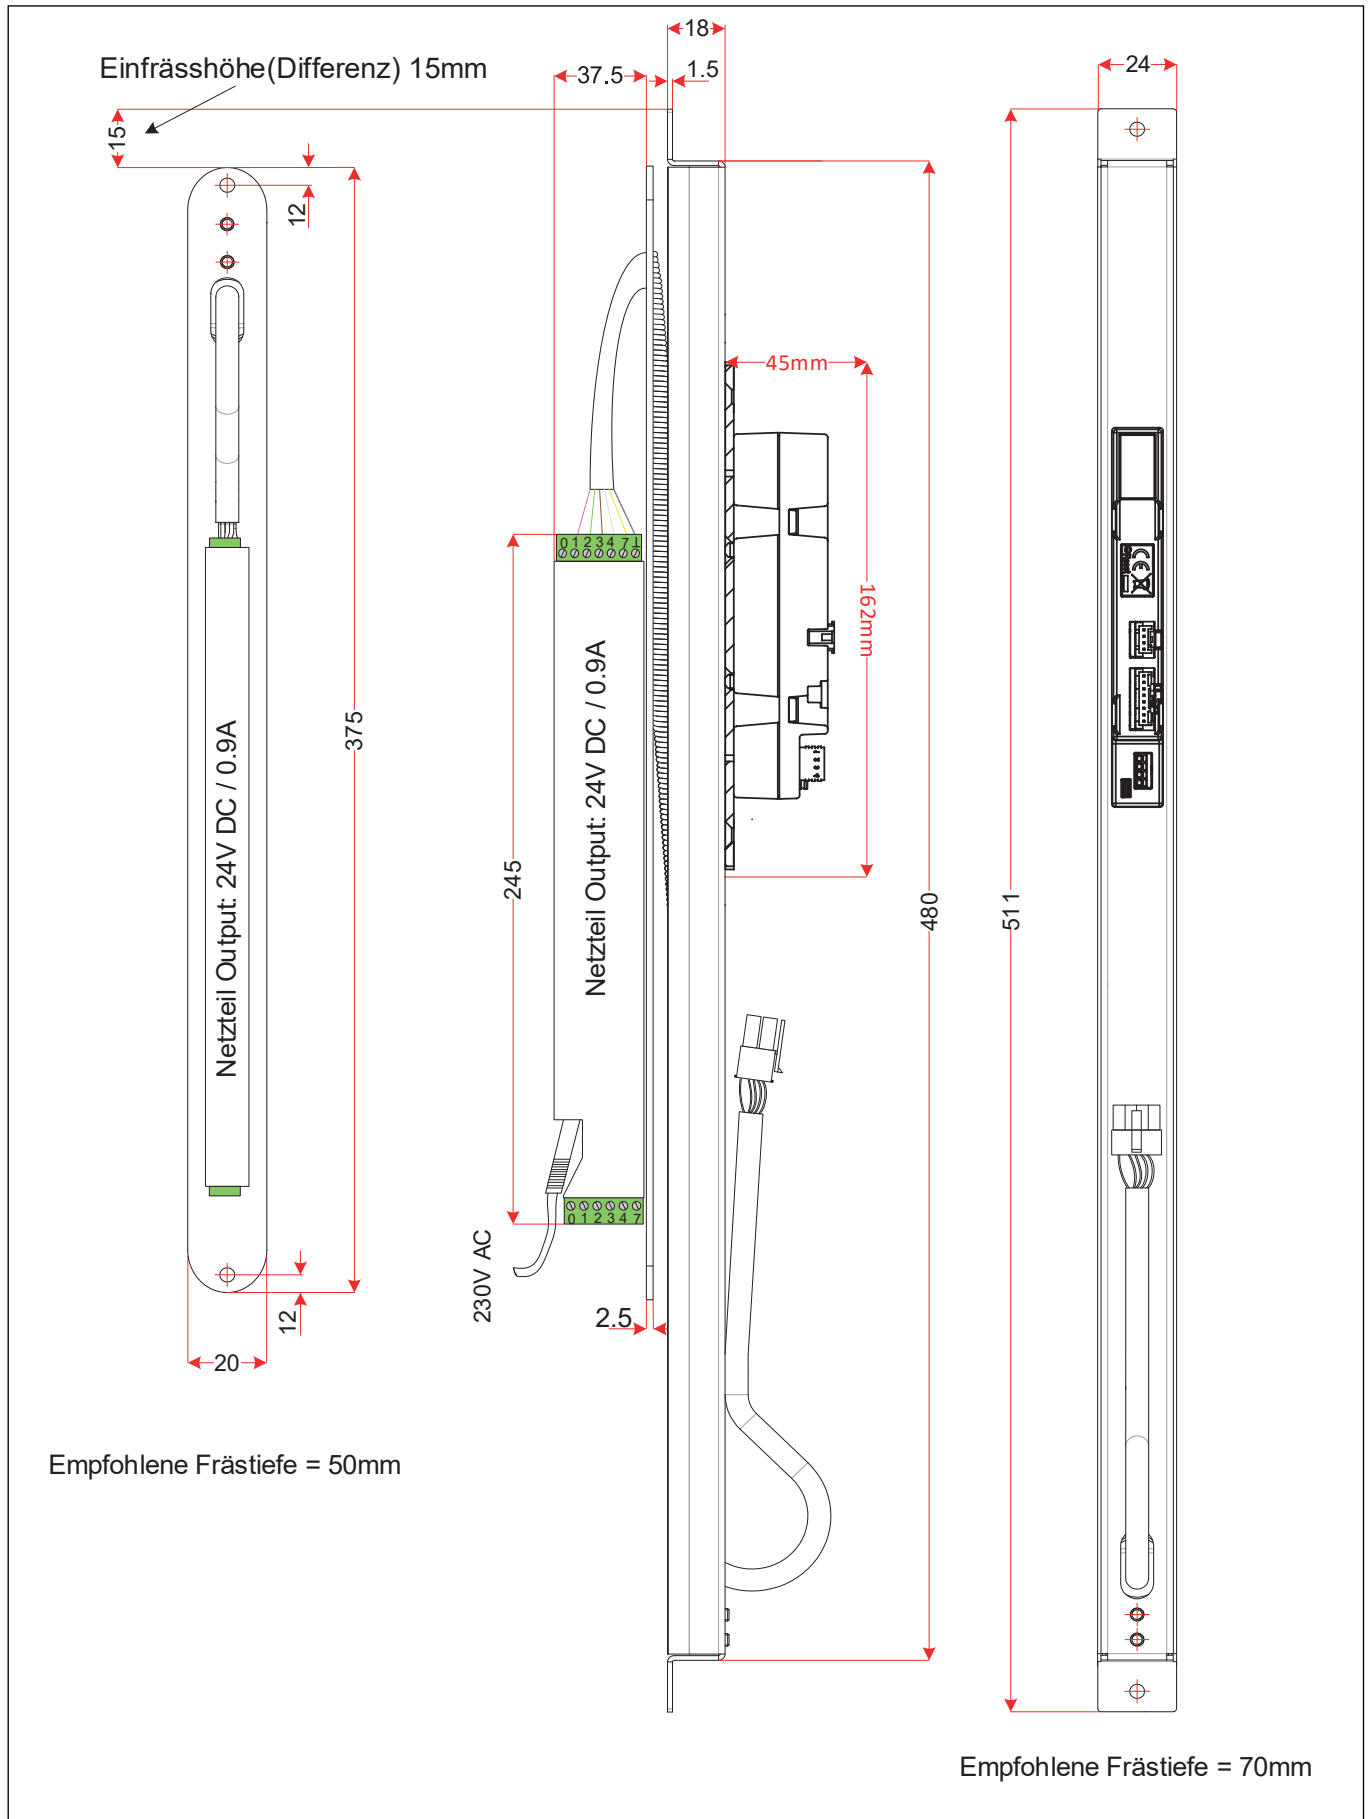 18
Einfrässhöhe(Differenz) 15mm
37.5
1.5
24
15
12
45mm
0 1 2 3 4 7 ⊥
162mm
CE
Netzteil Output: 24V DC / 0.9A
Netzteil Output: 24V DC / 0.9A
375
245
480
511
0 1 2 3 4 7
230V AC
12
2.5
20
Empfohlene Frästiefe = 50mm
Empfohlene Frästiefe = 70mm